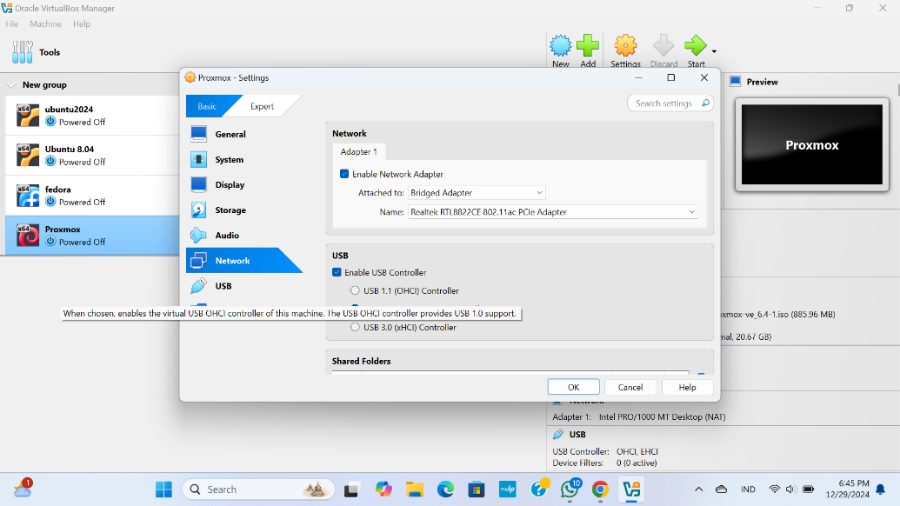 Oracle VirtualBox Manager
File Machine Help
Tools
New Add Settings Discard Start
New group
ubuntu2024
Powered Off
Ubuntu 8.04
Powered Off
fedora
Powered Off
Proxmox
Powered Off
Preview
Proxmox
Proxmox - Settings
Basic Expert
Search settings
General
System
Display
Storage
Audio
Network
USB
Network
Adapter 1
Enable Network Adapter
Attached to: Bridged Adapter
Name: Realtek RTL8822CE 802.11ac PCIe Adapter
USB
Enable USB Controller
USB 1.1 (OHCI) Controller
When chosen, enables the virtual USB OHCI controller of this machine. The USB OHCI controller provides USB 1.0 support.
USB 3.0 (xHCI) Controller
Shared Folders
OK Cancel Help
xmox-ve_6.4-1.iso (885.96 MB)
mal, 20.67 GB)
Adapter 1: Intel PRO/1000 MT Desktop (NAT)
USB
USB Controller: OHCI, EHCI
Device Filters: 0 (0 active)
1
Search
10
IND
6:45 PM
12/29/2024